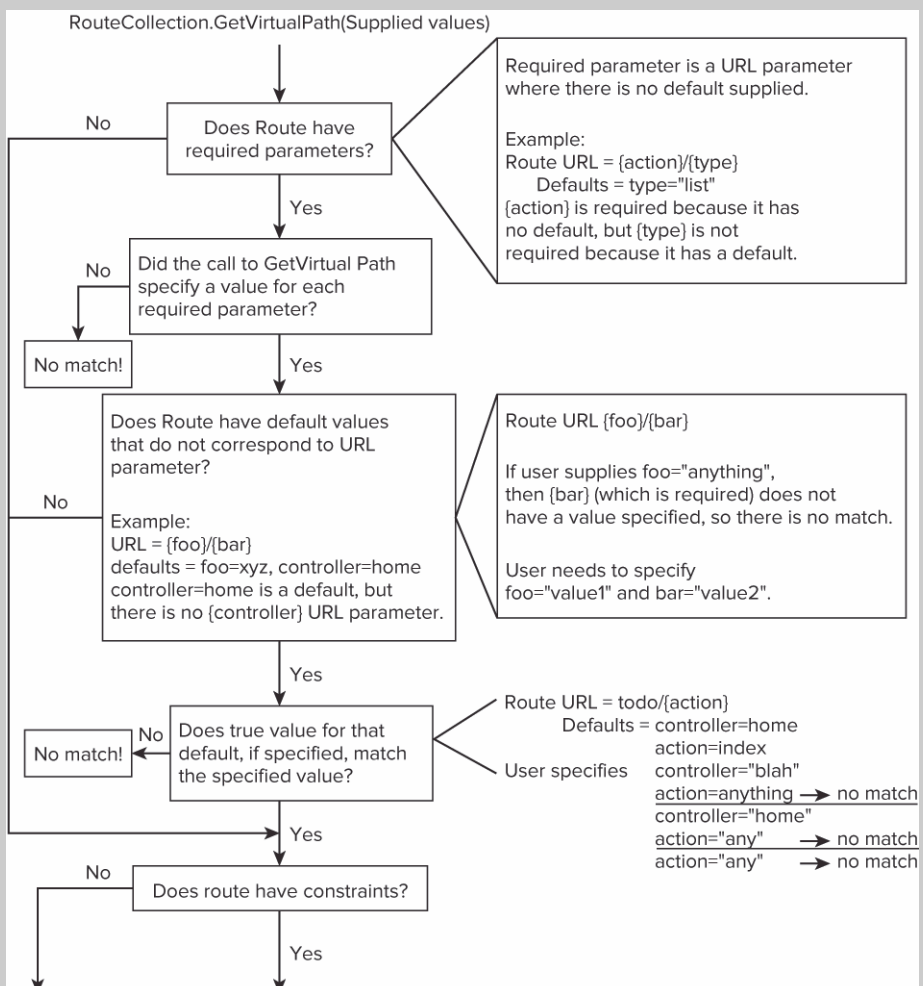 RouteCollection.GetVirtualPath(Supplied values)
No
Does Route have
required parameters?
Required parameter is a URL parameter
where there is no default supplied.
Example:
Route URL = {action}/{type}
Defaults = type="list"
{action} is required because it has
no default, but {type} is not
required because it has a default.
Yes
No
Did the call to GetVirtual Path
specify a value for each
required parameter?
No match!
Yes
No
Does Route have default values
that do not correspond to URL
parameter?
Example:
URL = {foo}/{bar}
defaults = foo=xyz, controller=home
controller=home is a default, but
there is no {controller} URL parameter.
Route URL {foo}/{bar}
If user supplies foo="anything",
then {bar} (which is required) does not
have a value specified, so there is no match.
User needs to specify
foo="value1" and bar="value2".
Yes
No match!
No
Does true value for that
default, if specified, match
the specified value?
Route URL = todo/{action}
Defaults = controller=home
action=index
User specifies controller="blah"
action=anything → no match
controller="home"
action="any" → no match
action="any" → no match
Yes
No
Does route have constraints?
Yes